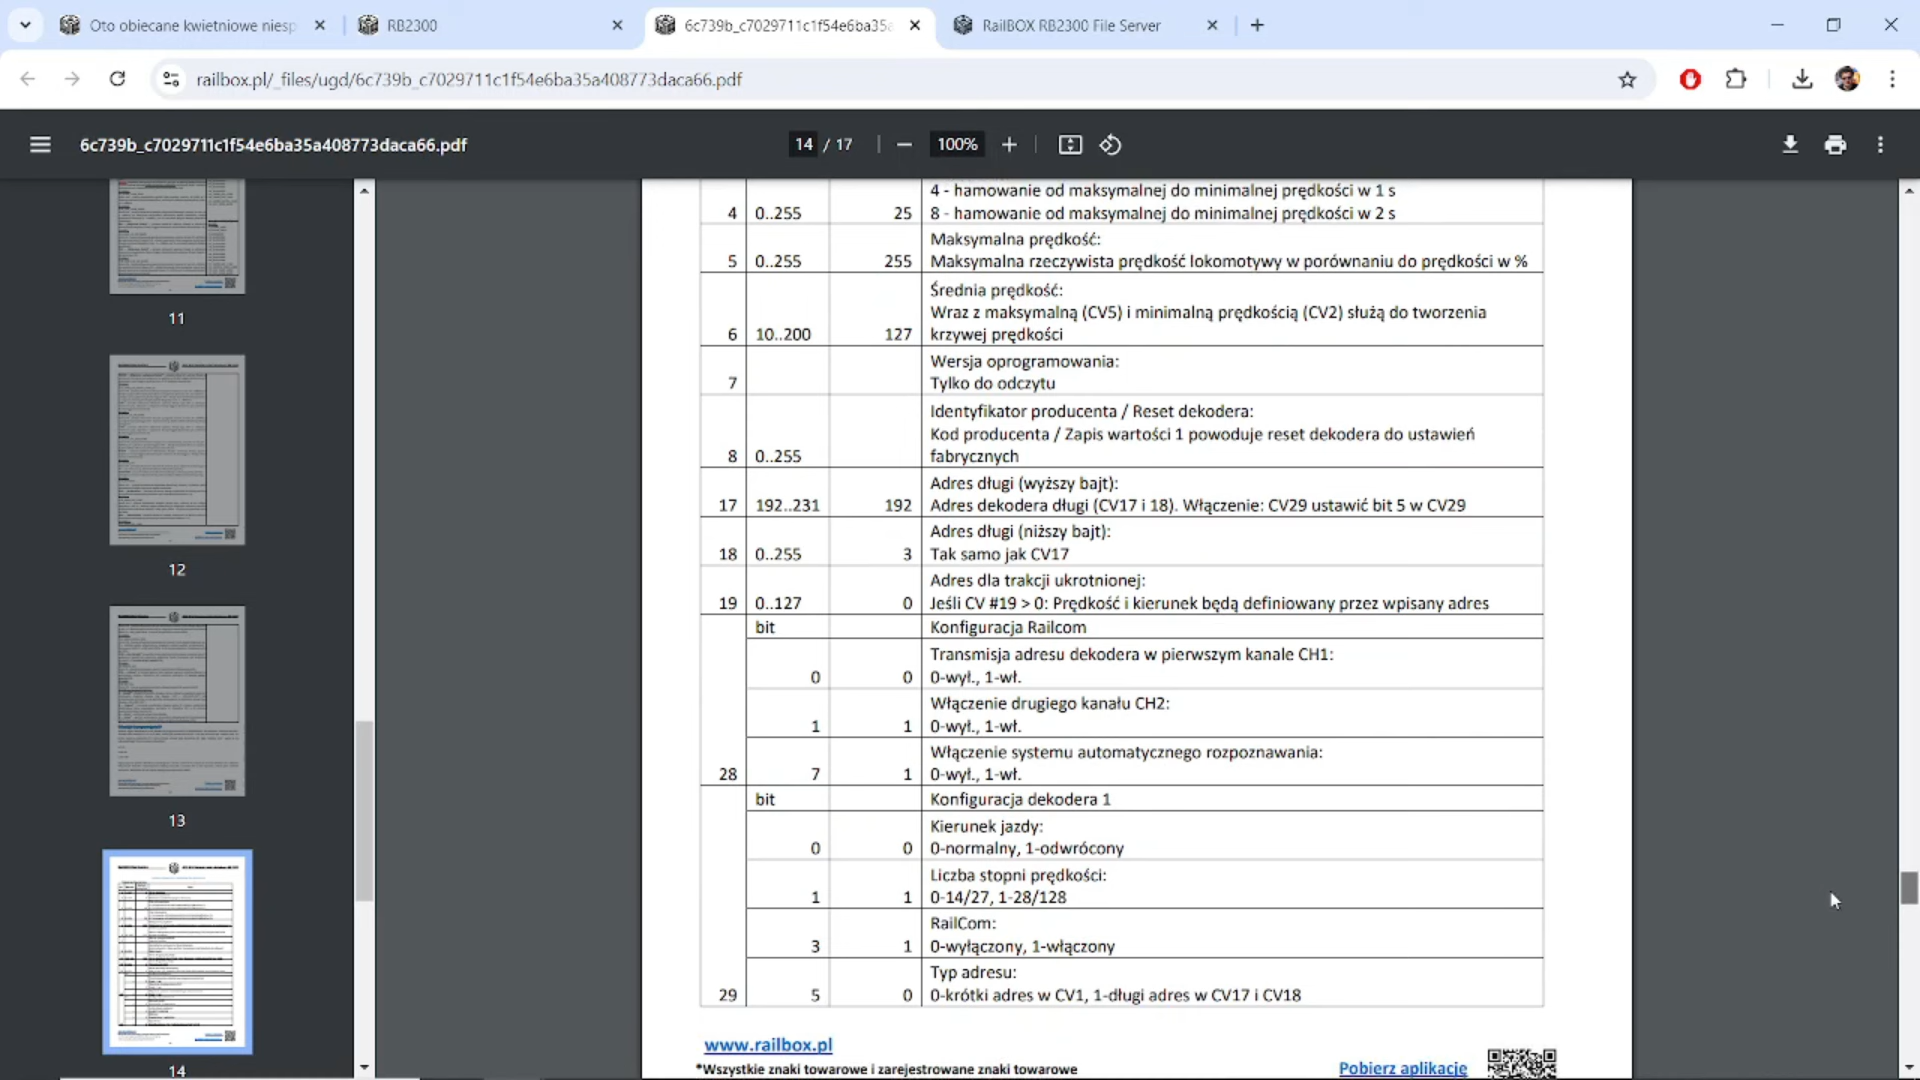 Oto obiecane kwietniowe niesp
RB2300
6c739b_c7029711c1f54e6ba35a
RailBOX RB2300 File Server
railbox.pl/_files/ugd/6c739b_c7029711c1f54e6ba35a408773daca66.pdf
6c739b_c7029711c1f54e6ba35a408773daca66.pdf
14 / 17
100%
11
12
13
14
4 - hamowanie od maksymalnej do minimalnej prędkości w 1 s
4 0..255 25 8 - hamowanie od maksymalnej do minimalnej prędkości w 2 s
Maksymalna prędkość:
5 0..255 255 Maksymalna rzeczywista prędkość lokomotywy w porównaniu do prędkości w %
Średnia prędkość:
Wraz z maksymalną (CV5) i minimalną prędkością (CV2) służą do tworzenia
6 10..200 127 krzywej prędkości
Wersja oprogramowania:
7 Tylko do odczytu
Identyfikator producenta / Reset dekodera:
Kod producenta / Zapis wartości 1 powoduje reset dekodera do ustawień
8 0..255 fabrycznych
Adres długi (wyższy bajt):
17 192..231 192 Adres dekodera długi (CV17 i 18). Włączenie: CV29 ustawić bit 5 w CV29
Adres długi (niższy bajt):
18 0..255 3 Tak samo jak CV17
Adres dla trakcji ukrotnionej:
19 0..127 0 Jeśli CV #19 > 0: Prędkość i kierunek będą definiowany przez wpisany adres
bit Konfiguracja Railcom
Transmisja adresu dekodera w pierwszym kanale CH1:
0 0 0-wył., 1-wł.
Włączenie drugiego kanału CH2:
1 1 0-wył., 1-wł.
Włączenie systemu automatycznego rozpoznawania:
28 7 1 0-wył., 1-wł.
bit Konfiguracja dekodera 1
Kierunek jazdy:
0 0 0-normalny, 1-odwrócony
Liczba stopni prędkości:
1 1 0-14/27, 1-28/128
RailCom:
3 1 0-wyłączony, 1-włączony
Typ adresu:
29 5 0 0-krótki adres w CV1, 1-długi adres w CV17 i CV18
www.railbox.pl
*Wszystkie znaki towarowe i zarejestrowane znaki towarowe
Pobierz aplikację